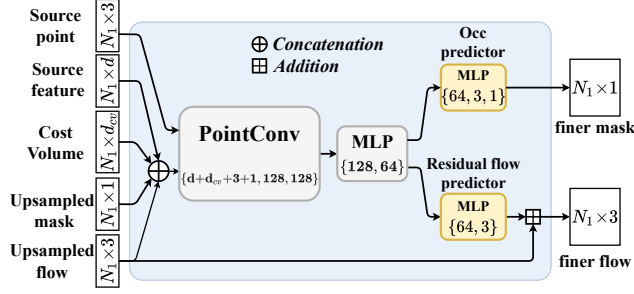 Source
point
N₁×3
Source
feature
N₁×d
Cost
Volume
N₁×d_cv
Upsampled
mask
N₁×1
Upsampled
flow
N₁×3
Concatenation
Addition
PointConv
{d+d_cv+3+1, 128, 128}
MLP
{128, 64}
Occ
predictor
MLP
{64, 3, 1}
Residual flow
predictor
MLP
{64, 3}
N₁×1
finer mask
N₁×3
finer flow